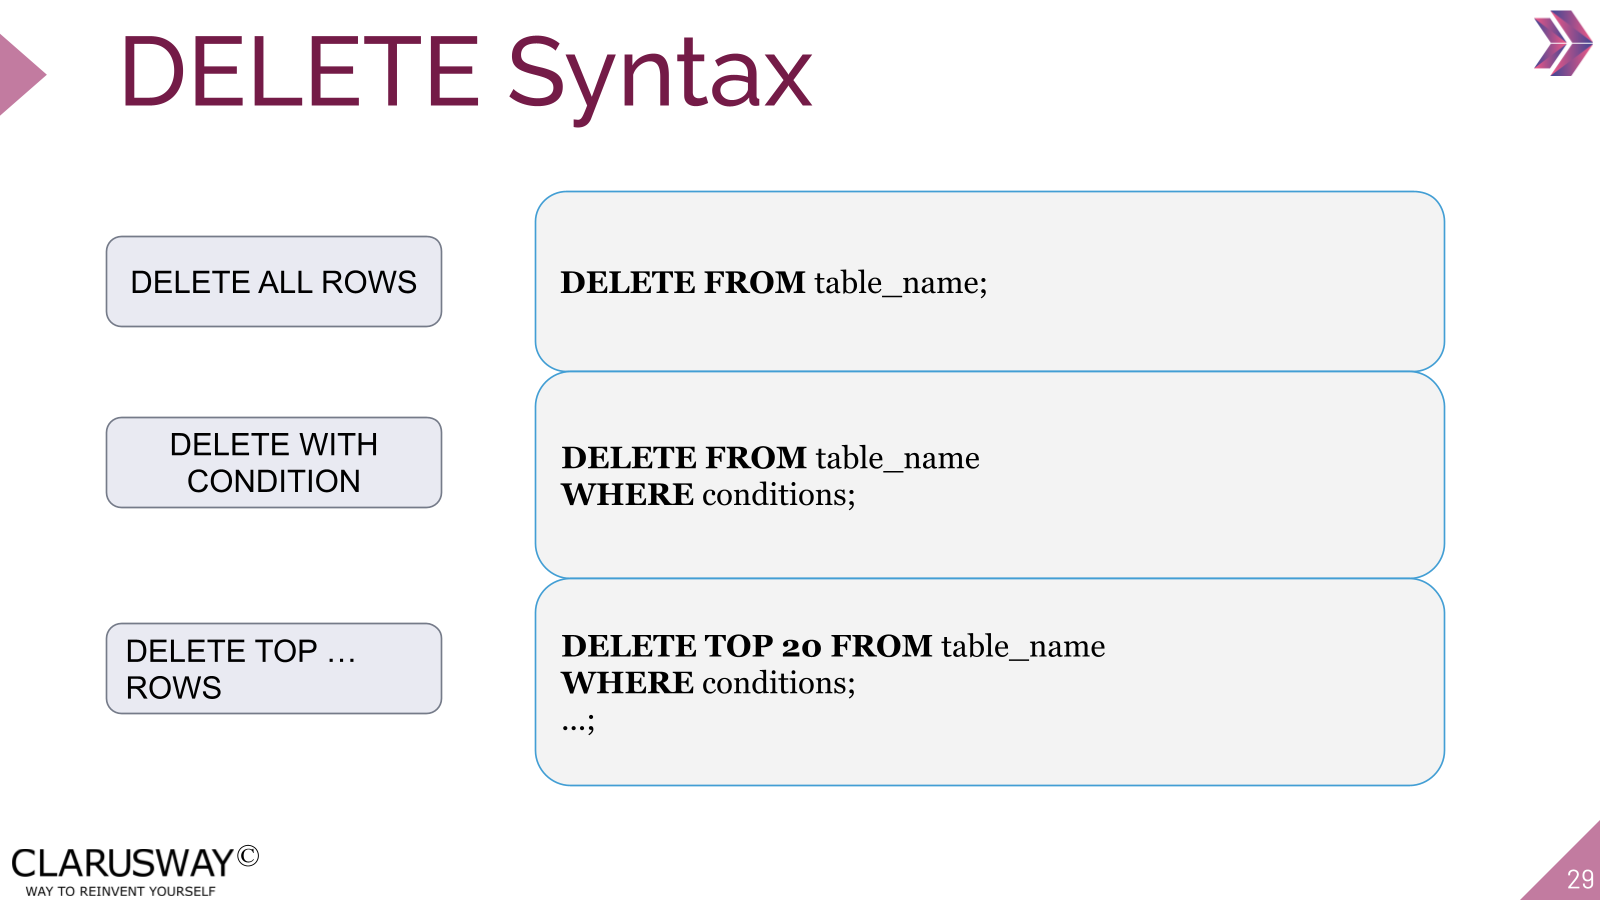 DELETE Syntax
DELETE ALL ROWS
DELETE FROM table_name;
DELETE WITH
CONDITION
DELETE FROM table_name
WHERE conditions;
DELETE TOP …
ROWS
DELETE TOP 20 FROM table_name
WHERE conditions;
...;
CLARUSWAY©
WAY TO REINVENT YOURSELF
29